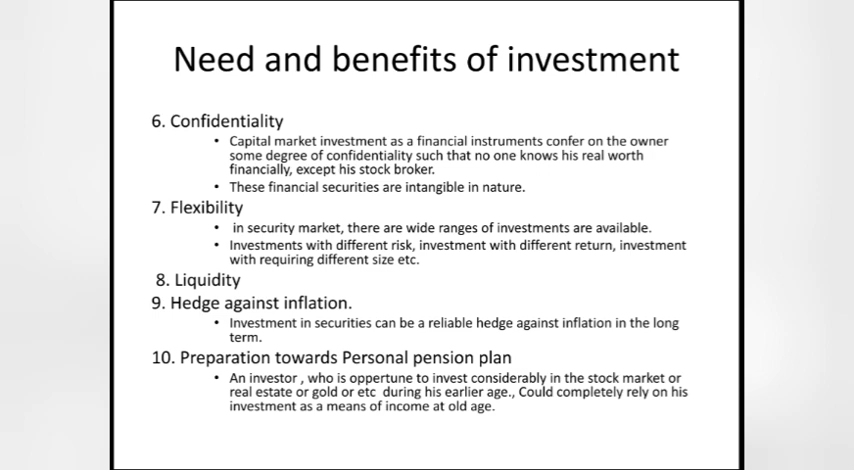 Need and benefits of investment
6. Confidentiality
• Capital market investment as a financial instruments confer on the owner
some degree of confidentiality such that no one knows his real worth
financially, except his stock broker.
• These financial securities are intangible in nature.
7. Flexibility
• in security market, there are wide ranges of investments are available.
• Investments with different risk, investment with different return, investment
with requiring different size etc.
8. Liquidity
9. Hedge against inflation.
• Investment in securities can be a reliable hedge against inflation in the long
term.
10. Preparation towards Personal pension plan
• An investor , who is oppertune to invest considerably in the stock market or
real estate or gold or etc during his earlier age., Could completely rely on his
investment as a means of income at old age.